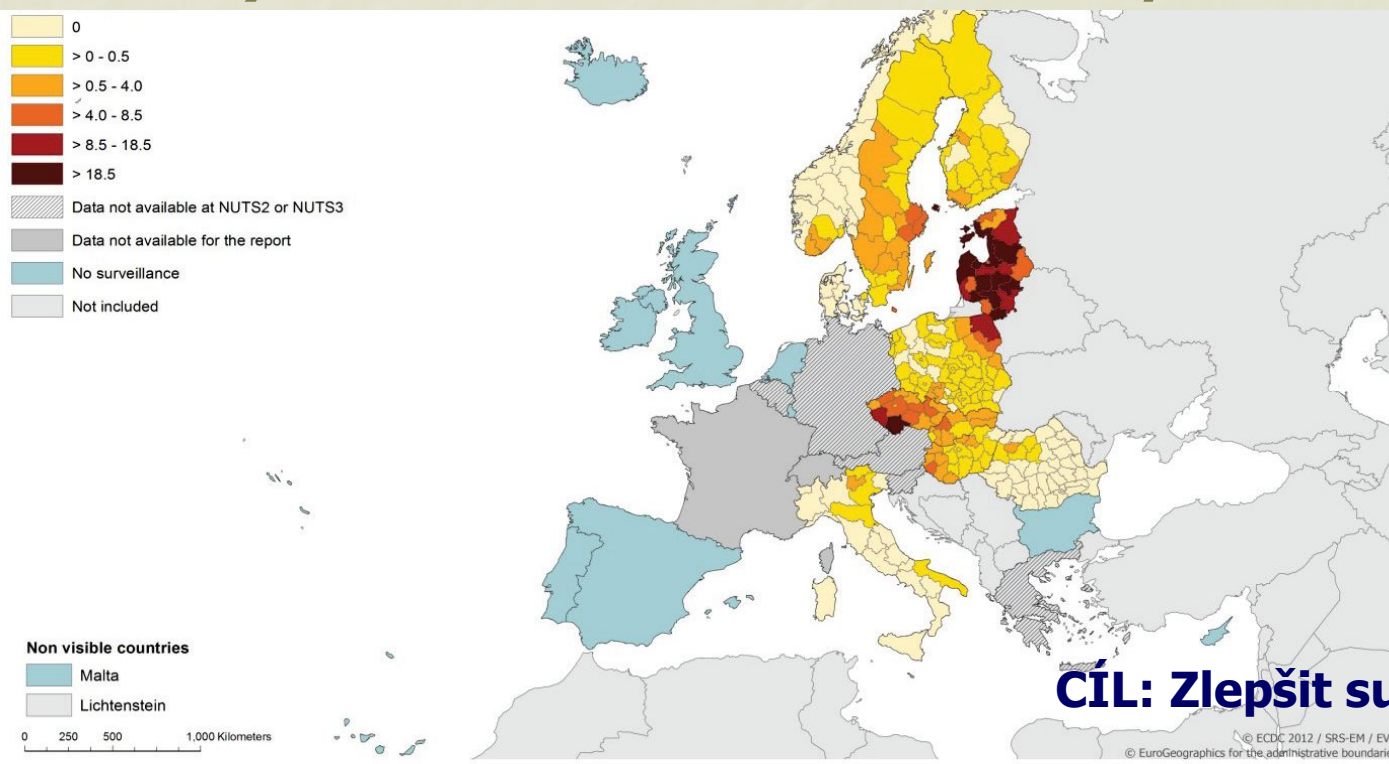 0
> 0 - 0.5
> 0.5 - 4.0
> 4.0 - 8.5
> 8.5 - 18.5
> 18.5
Data not available at NUTS2 or NUTS3
Data not available for the report
No surveillance
Not included
Non visible countries
Malta
Lichtenstein
0 250 500 1,000 Kilometers
CÍL: Zlepšit su
© ECDC 2012 / SRS-EM / EV
© EuroGeographics for the administrative boundarie